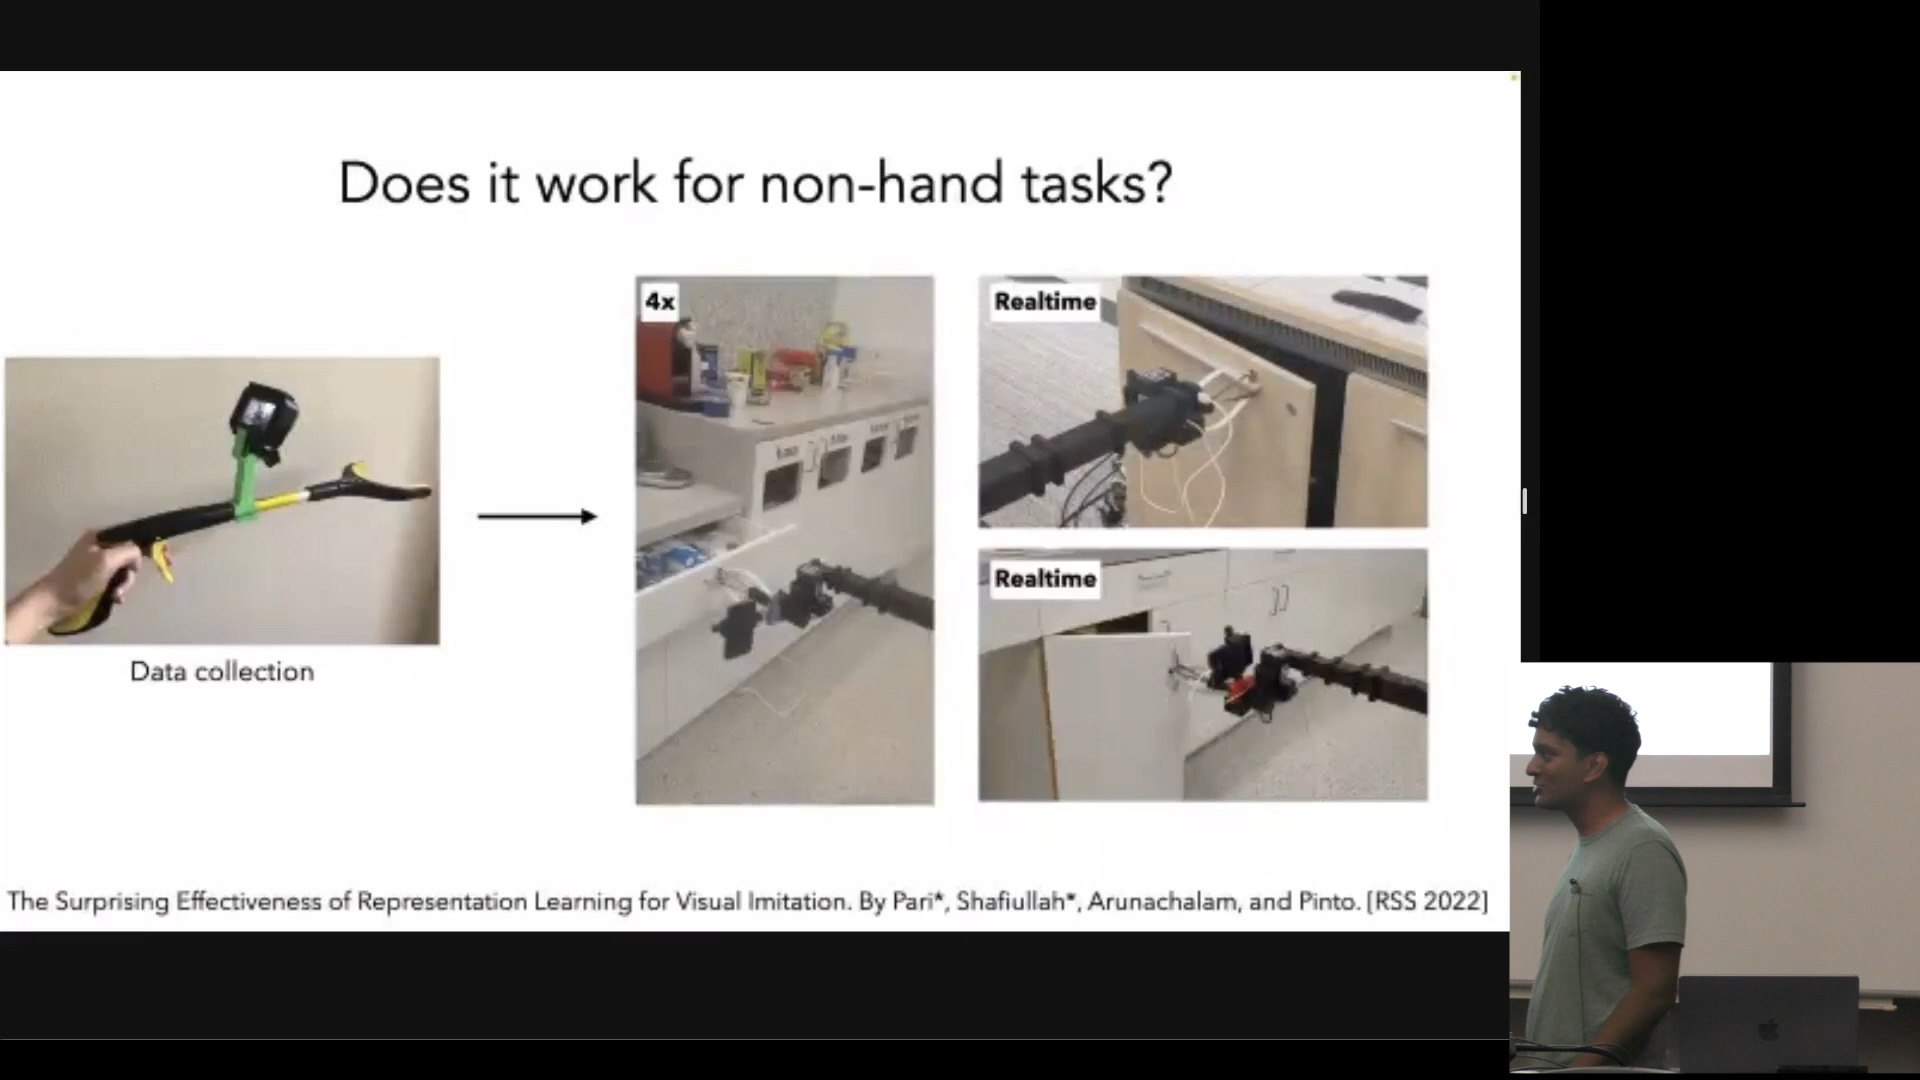 Does it work for non-hand tasks?
4x
Realtime
Realtime
Data collection
The Surprising Effectiveness of Representation Learning for Visual Imitation. By Pari*, Shafiullah*, Arunachalam, and Pinto. [RSS 2022]